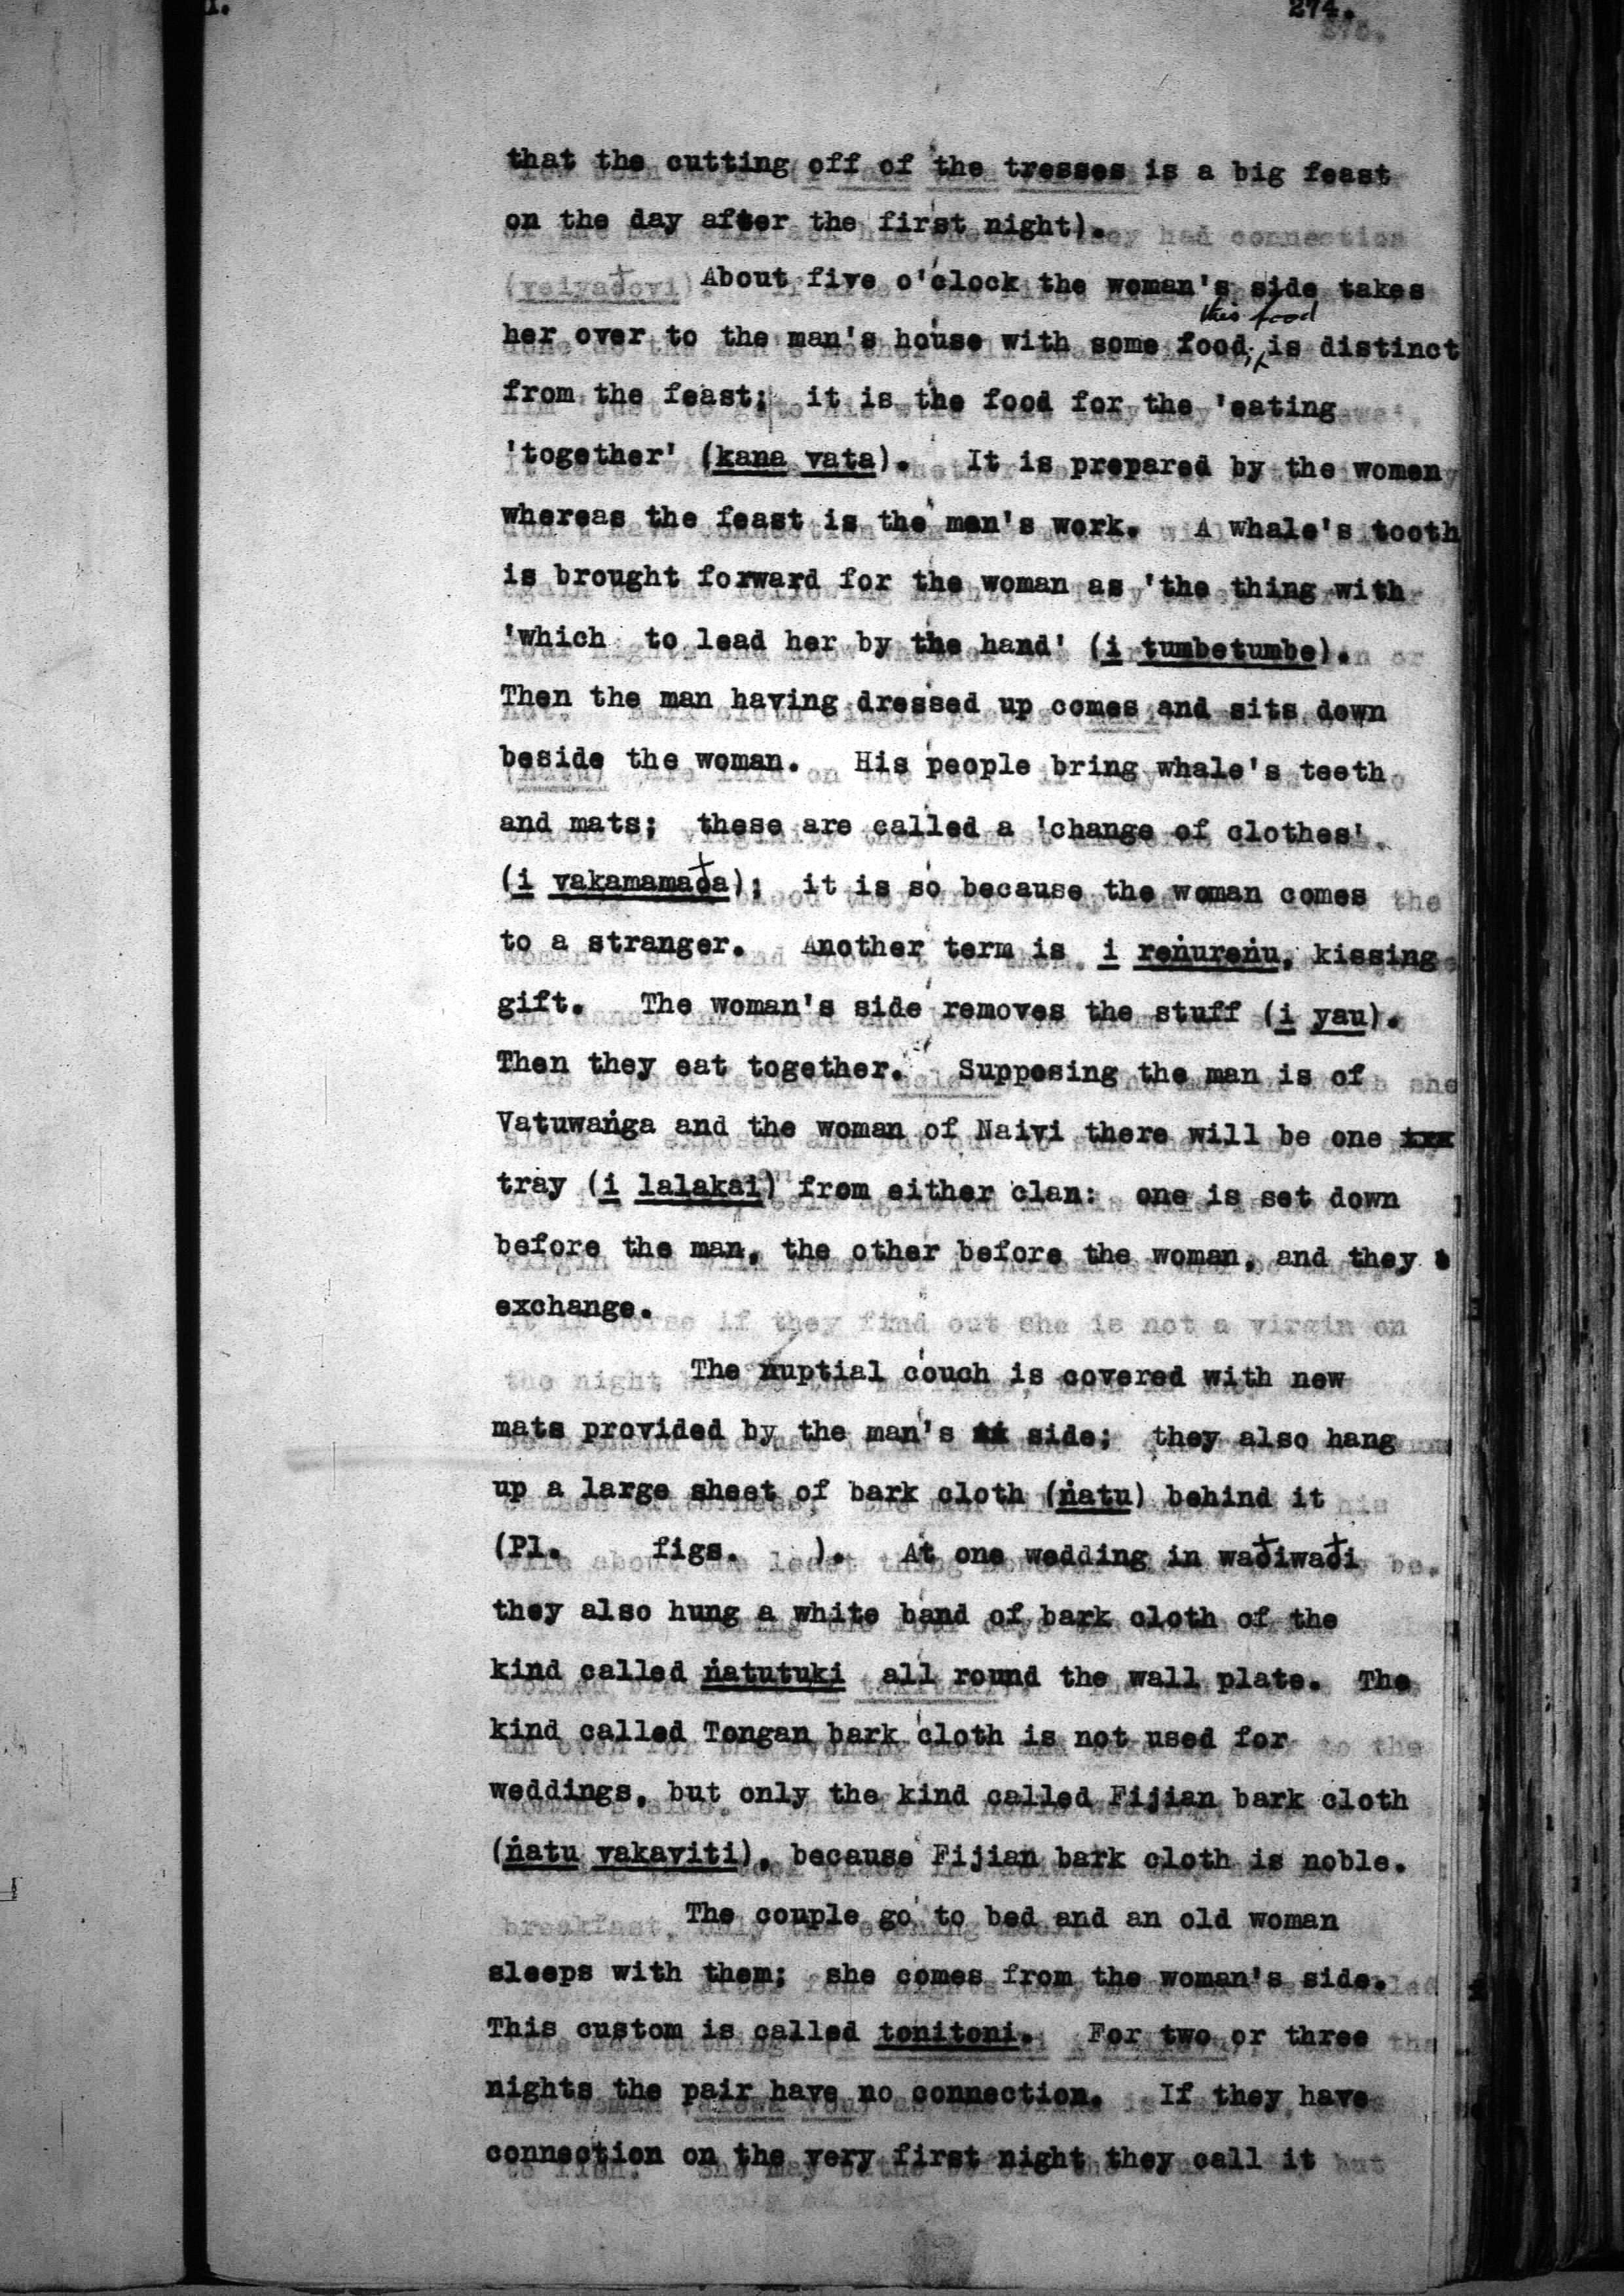 274.
that the cutting off of the tresses is a big feast
on the day after the first night).
About five o'clock the woman's side takes
this food
her over to the man's house with some food; is distinct
from the feast; it is the food for the 'eating
'together' (kana vata). It is prepared by the women
whereas the feast is the men's work. A whale's tooth
is brought forward for the woman as 'the thing with
'which to lead her by the hand' (i tumbetumbe).
Then the man having dressed up comes and sits down
beside the woman. His people bring whale's teeth
and mats; these are called a 'change of clothes'
(i vakamamaða); it is so because the woman comes
to a stranger. Another term is i reṅureṅu, kissing
gift. The woman's side removes the stuff (i yau).
Then they eat together. Supposing the man is of
Vatuwaṅga and the woman of Naivi there will be one
tray (i lalakai) from either clan: one is set down
before the man, the other before the woman, and they
exchange.
The nuptial couch is covered with new
mats provided by the man's side; they also hang
up a large sheet of bark cloth (ṅatu) behind it
(Pl. figs. ). At one wedding in waðiwaði
they also hung a white band of bark cloth of the
kind called ṅatutuki all round the wall plate. The
kind called Tongan bark cloth is not used for
weddings, but only the kind called Fijian bark cloth
(ṅatu vakaviti), because Fijian bark cloth is noble.
The couple go to bed and an old woman
sleeps with them; she comes from the woman's side.
This custom is called tonitoni. For two or three
nights the pair have no connection. If they have
connection on the very first night they call it